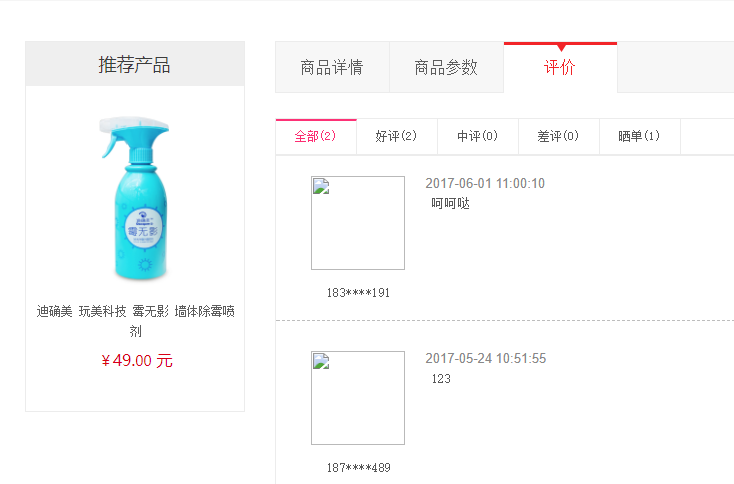 推荐产品
霉无影
迪确美 玩美科技 霉无影 墙体除霉喷
剂
¥49.00 元
商品详情 商品参数 评价
全部(2) 好评(2) 中评(0) 差评(0) 晒单(1)
2017-06-01 11:00:10
呵呵哒
183****191
2017-05-24 10:51:55
123
187****489